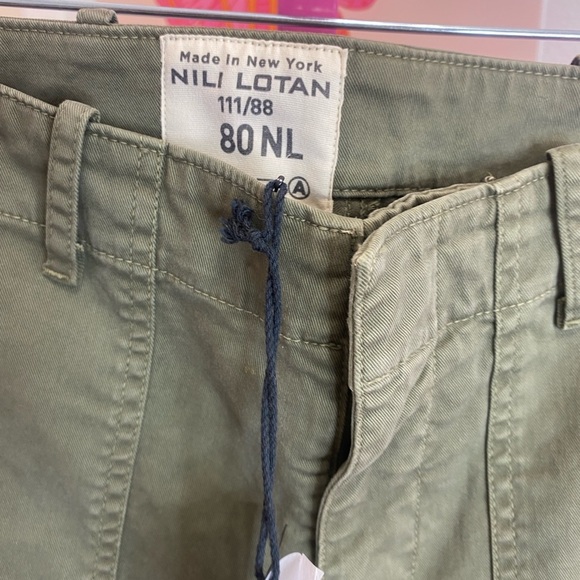 Made In New York
NILI LOTAN
111/88
80 NL
A